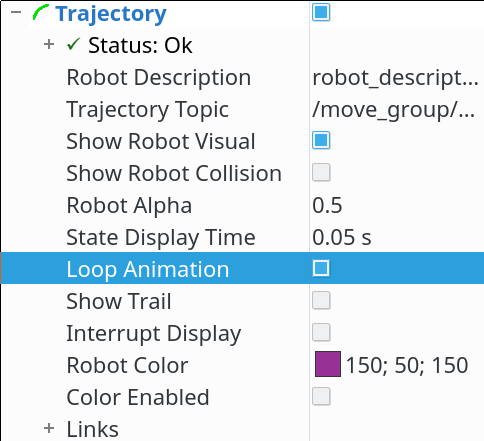 Trajectory
Status: Ok
Robot Description robot_descript...
Trajectory Topic /move_group/...
Show Robot Visual
Show Robot Collision
Robot Alpha 0.5
State Display Time 0.05 s
Loop Animation
Show Trail
Interrupt Display
Robot Color 150; 50; 150
Color Enabled
Links